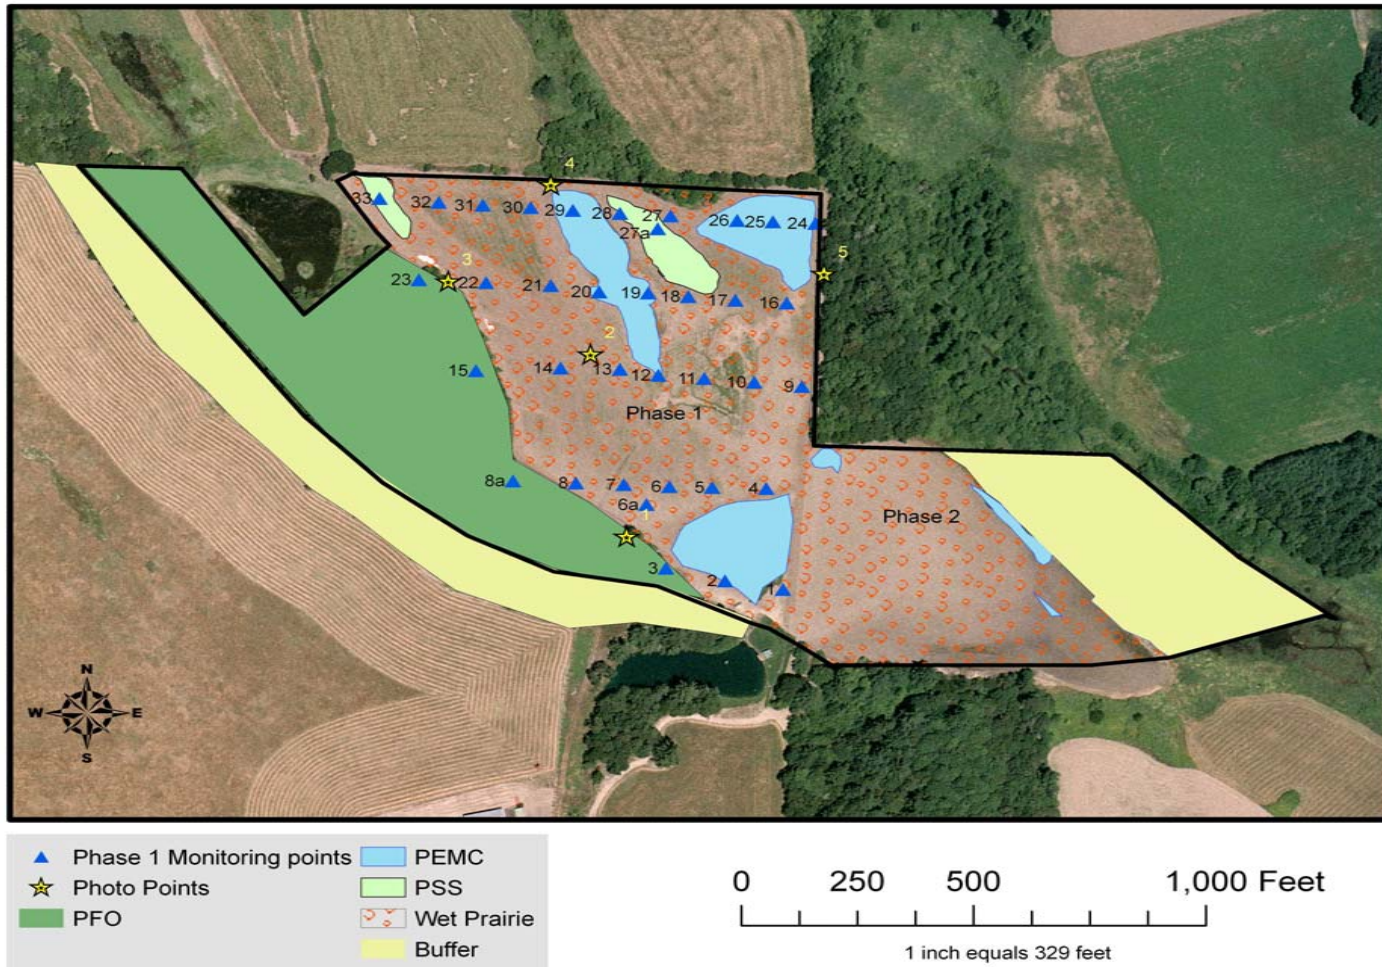 4
33
32
31
30
29
28
27
27a
26
25
24
5
23
3
22
21
20
19
18
17
16
2
15
14
13
12
11
10
9
Phase 1
8a
8
7
6
5
4
6a
1
Phase 2
3
2
1
N
W E
S
Phase 1 Monitoring points
Photo Points
PFO
PEMC
PSS
Wet Prairie
Buffer
0 250 500 1,000 Feet
1 inch equals 329 feet